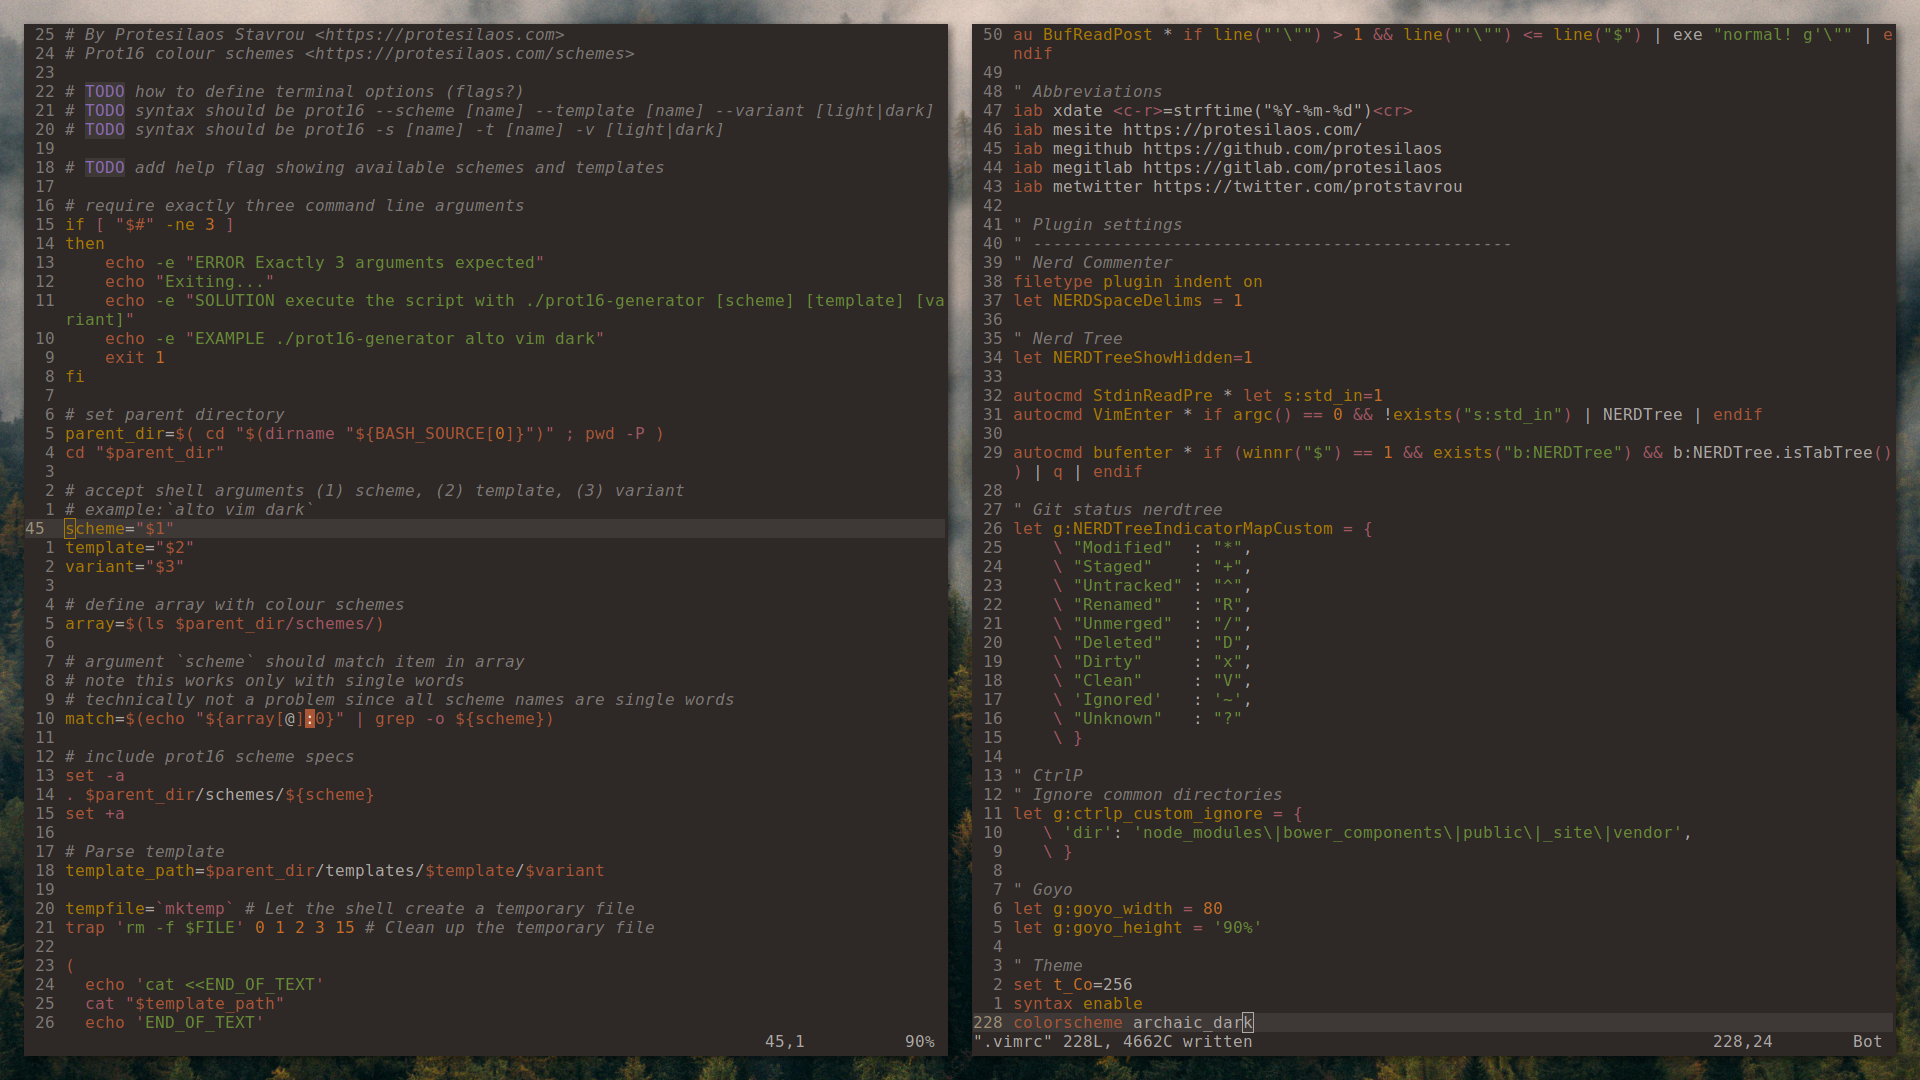 25 # By Protesilaos Stavrou <https://protesilaos.com>
24 # Prot16 colour schemes <https://protesilaos.com/schemes>
23
22 # TODO how to define terminal options (flags?)
21 # TODO syntax should be prot16 --scheme [name] --template [name] --variant [light|dark]
20 # TODO syntax should be prot16 -s [name] -t [name] -v [light|dark]
19
18 # TODO add help flag showing available schemes and templates
17
16 # require exactly three command line arguments
15 if [ "$#" -ne 3 ]
14 then
13     echo -e "ERROR Exactly 3 arguments expected"
12     echo "Exiting..."
11     echo -e "SOLUTION execute the script with ./prot16-generator [scheme] [template] [va
riant]"
10     echo -e "EXAMPLE ./prot16-generator alto vim dark"
9     exit 1
8 fi
7
6 # set parent directory
5 parent_dir=$( cd "$(dirname "${BASH_SOURCE[0]}")" ; pwd -P )
4 cd "$parent_dir"
3
2 # accept shell arguments (1) scheme, (2) template, (3) variant
1 # example:`alto vim dark`
45 scheme="$1"
1 template="$2"
2 variant="$3"
3
4 # define array with colour schemes
5 array=$(ls $parent_dir/schemes/)
6
7 # argument `scheme` should match item in array
8 # note this works only with single words
9 # technically not a problem since all scheme names are single words
10 match=$(echo "${array[@]:0}" | grep -o ${scheme})
11
12 # include prot16 scheme specs
13 set -a
14 . $parent_dir/schemes/${scheme}
15 set +a
16
17 # Parse template
18 template_path=$parent_dir/templates/$template/$variant
19
20 tempfile=`mktemp` # Let the shell create a temporary file
21 trap 'rm -f $FILE' 0 1 2 3 15 # Clean up the temporary file
22
23 (
24   echo 'cat <<END_OF_TEXT'
25   cat "$template_path"
26   echo 'END_OF_TEXT'
45,1 90%
50 au BufReadPost * if line("'\"") > 1 && line("'\"") <= line("$") | exe "normal! g'\"" | e
ndif
49
48 " Abbreviations
47 iab xdate <c-r>=strftime("%Y-%m-%d")<cr>
46 iab mesite https://protesilaos.com/
45 iab megithub https://github.com/protesilaos
44 iab megitlab https://gitlab.com/protesilaos
43 iab metwitter https://twitter.com/protstavrou
42
41 " Plugin settings
40 " ------------------------------------------------
39 " Nerd Commenter
38 filetype plugin indent on
37 let NERDSpaceDelims = 1
36
35 " Nerd Tree
34 let NERDTreeShowHidden=1
33
32 autocmd StdinReadPre * let s:std_in=1
31 autocmd VimEnter * if argc() == 0 && !exists("s:std_in") | NERDTree | endif
30
29 autocmd bufenter * if (winnr("$") == 1 && exists("b:NERDTree") && b:NERDTree.isTabTree()
) | q | endif
28
27 " Git status nerdtree
26 let g:NERDTreeIndicatorMapCustom = {
25     \ "Modified"  : "*",
24     \ "Staged"    : "+",
23     \ "Untracked" : "^",
22     \ "Renamed"   : "R",
21     \ "Unmerged"  : "/",
20     \ "Deleted"   : "D",
19     \ "Dirty"     : "x",
18     \ "Clean"     : "V",
17     \ 'Ignored'   : '~',
16     \ "Unknown"   : "?"
15     \ }
14
13 " CtrlP
12 " Ignore common directories
11 let g:ctrlp_custom_ignore = {
10    \ 'dir': 'node_modules\|bower_components\|public\|_site\|vendor',
9    \ }
8
7 " Goyo
6 let g:goyo_width = 80
5 let g:goyo_height = '90%'
4
3 " Theme
2 set t_Co=256
1 syntax enable
228 colorscheme archaic_dark
".vimrc" 228L, 4662C written 228,24 Bot